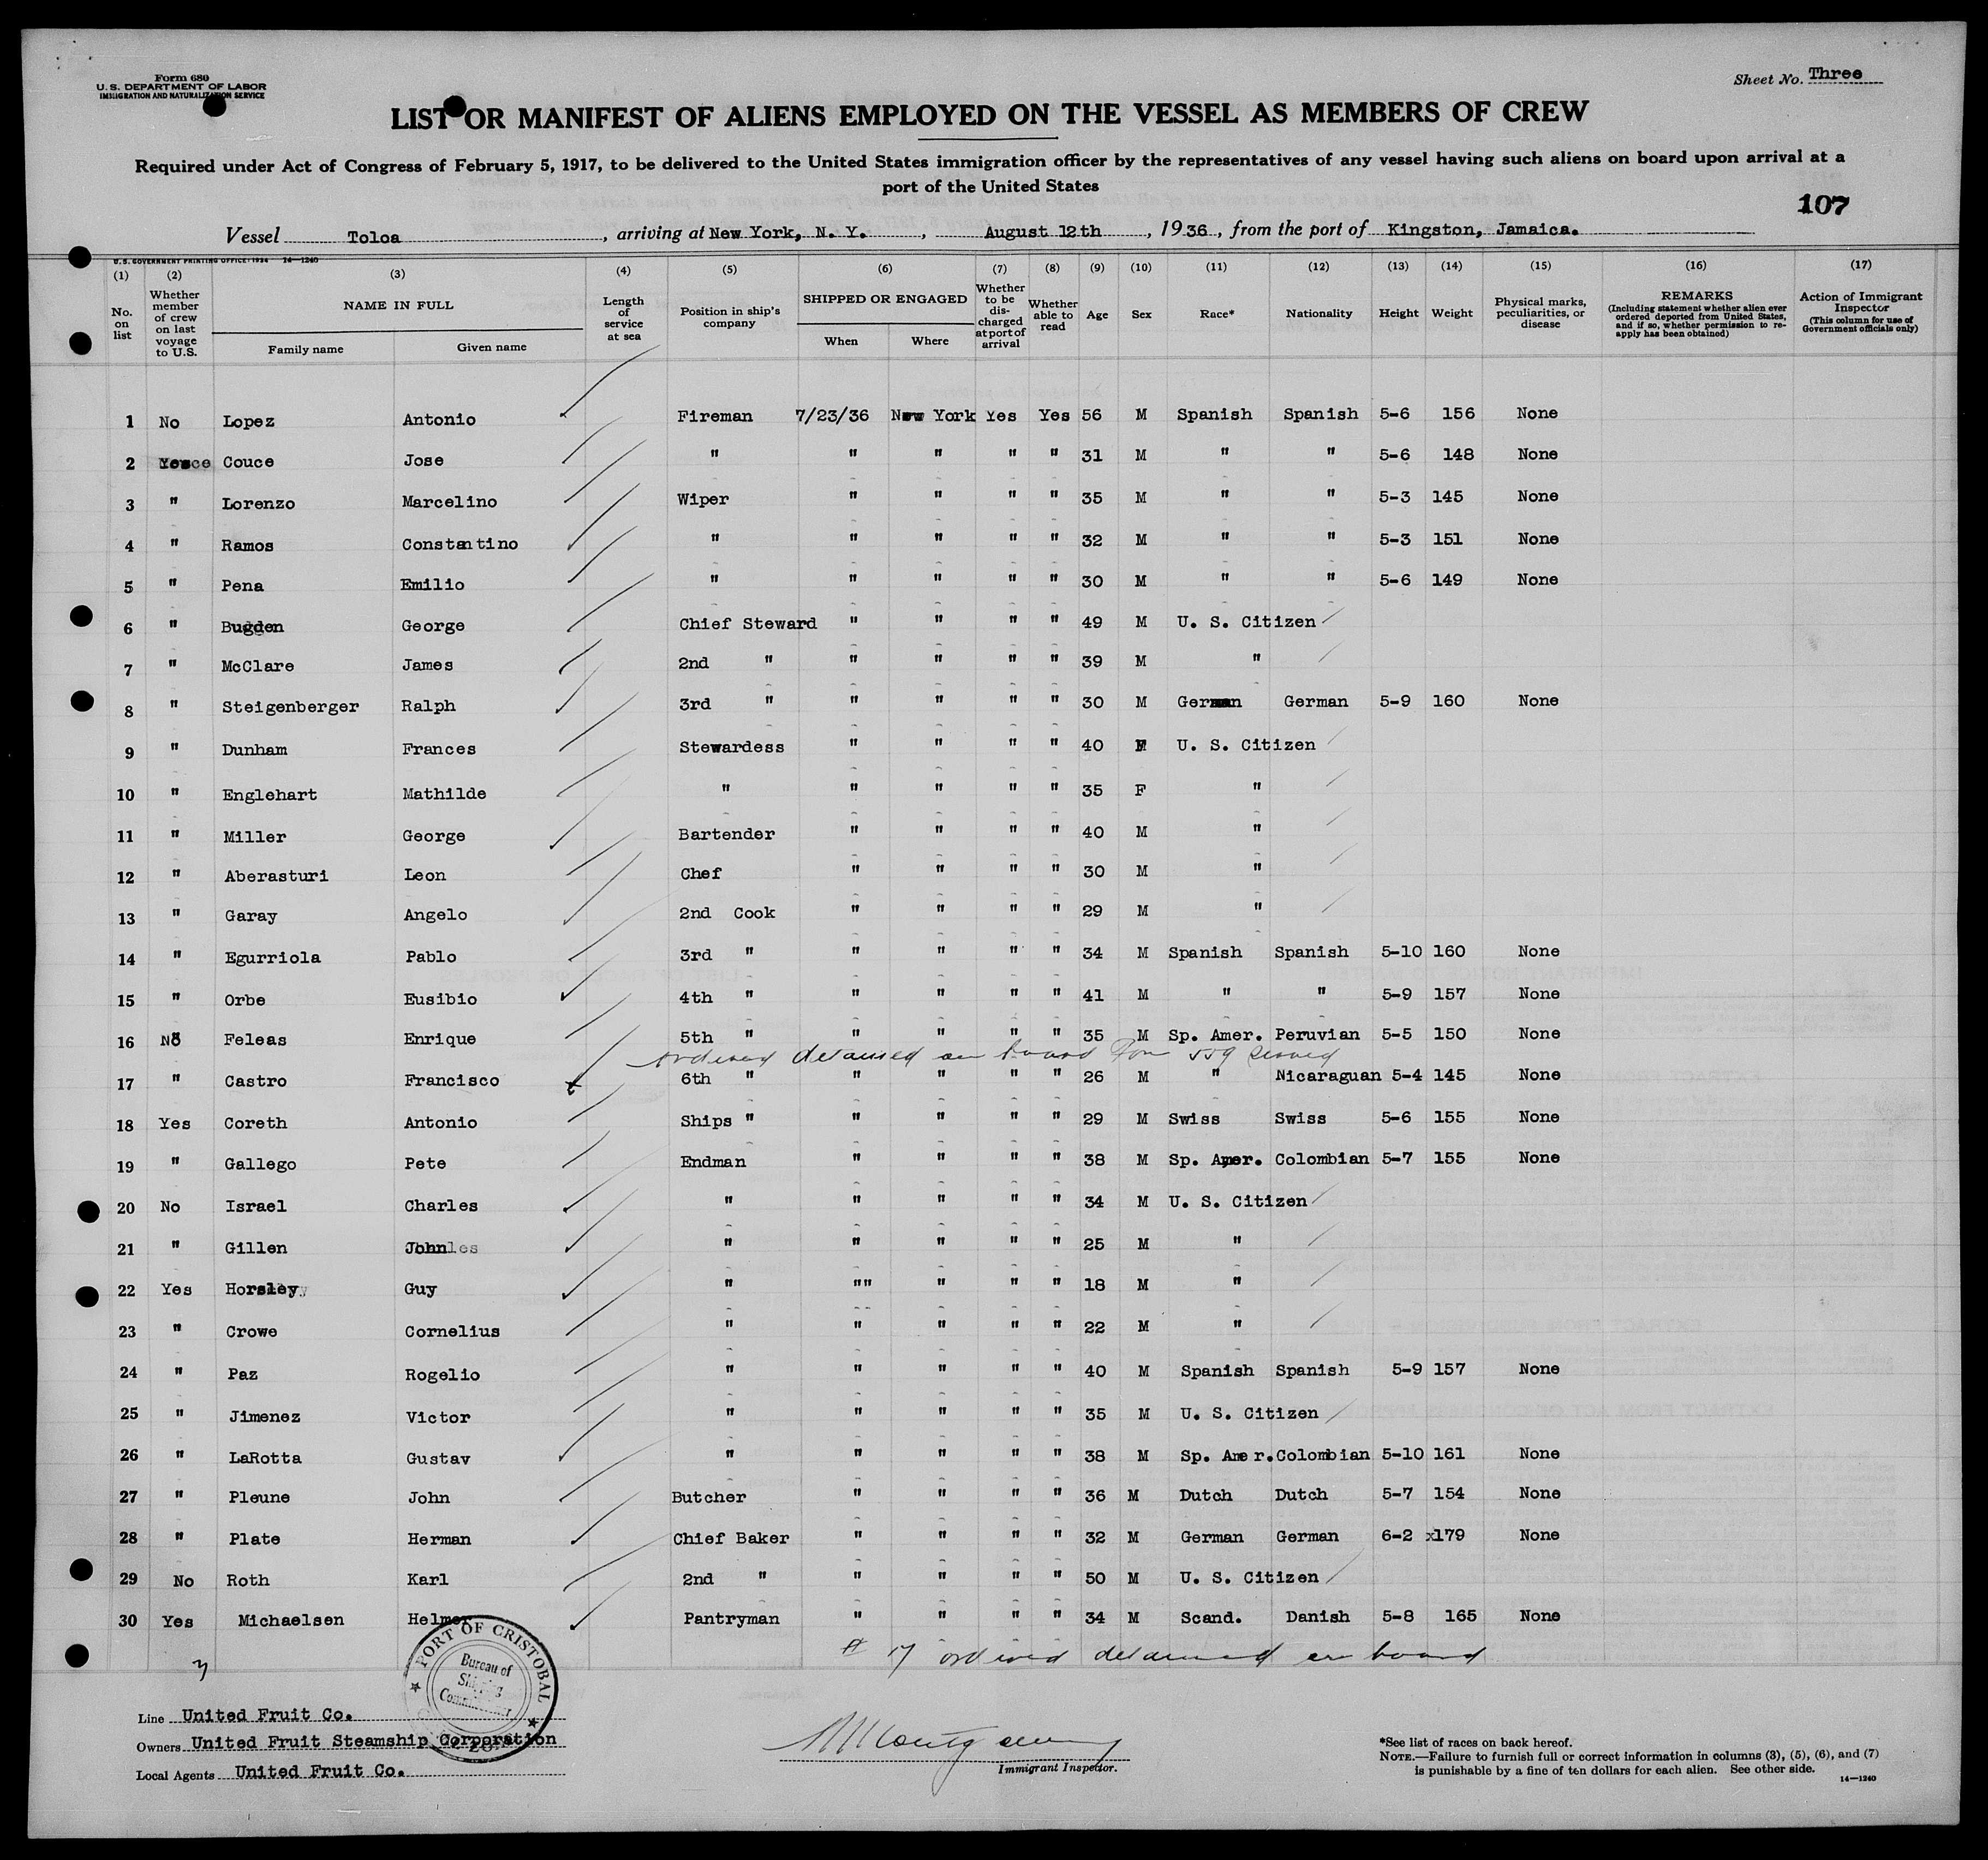 Form 680
U. S. DEPARTMENT OF LABOR
IMMIGRATION AND NATURALIZATION SERVICE
Sheet No. Three
LIST OR MANIFEST OF ALIENS EMPLOYED ON THE VESSEL AS MEMBERS OF CREW
Required under Act of Congress of February 5, 1917, to be delivered to the United States immigration officer by the representatives of any vessel having such aliens on board upon arrival at a
port of the United States
107
Vessel Toloa, arriving at New York, N. Y., August 12th, 1936, from the port of Kingston, Jamaica.
U. S. GOVERNMENT PRINTING OFFICE: 1934 14—1240
(1) (2) (3) (4) (5) (6) (7) (8) (9) (10) (11) (12) (13) (14) (15) (16) (17)
No. on list
Whether member of crew on last voyage to U.S.
NAME IN FULL
Family name
Given name
Length of service at sea
Position in ship's company
SHIPPED OR ENGAGED
When
Where
Whether to be discharged at port of arrival
Whether able to read
Age
Sex
Race*
Nationality
Height
Weight
Physical marks, peculiarities, or disease
REMARKS
(Including statement whether alien ever ordered deported from United States, and if so, whether permission to reapply has been obtained)
Action of Immigrant Inspector
(This column for use of Government officials only)
1 No Lopez Antonio Fireman 7/23/36 New York Yes Yes 56 M Spanish Spanish 5-6 156 None
2 Yes Couce Jose " " " " " 31 M " " 5-6 148 None
3 " Lorenzo Marcelino Wiper " " " " 35 M " " 5-3 145 None
4 " Ramos Constantino " " " " " 32 M " " 5-3 151 None
5 " Pena Emilio " " " " " 30 M " " 5-6 149 None
6 " Bugden George Chief Steward " " " " 49 M U. S. Citizen
7 " McClare James 2nd " " " " " 39 M "
8 " Steigenberger Ralph 3rd " " " " " 30 M German German 5-9 160 None
9 " Dunham Frances Stewardess " " " " 40 F U. S. Citizen
10 " Englehart Mathilde " " " " " 35 F "
11 " Miller George Bartender " " " " 40 M "
12 " Aberasturi Leon Chef " " " " 30 M "
13 " Garay Angelo 2nd Cook " " " " 29 M "
14 " Egurriola Pablo 3rd " " " " " 34 M Spanish Spanish 5-10 160 None
15 " Orbe Eusibio 4th " " " " " 41 M " " 5-9 157 None
16 No Feleas Enrique 5th " " " " " 35 M Sp. Amer. Peruvian 5-5 150 None
ordered detained on board Form 559 served
17 " Castro Francisco 6th " " " " " 26 M " Nicaraguan 5-4 145 None
18 Yes Coreth Antonio Ships " " " " " 29 M Swiss Swiss 5-6 155 None
19 " Gallego Pete Endman " " " " 38 M Sp. Amer. Colombian 5-7 155 None
20 No Israel Charles " " " " " 34 M U. S. Citizen
21 " Gillen John " " " " " 25 M "
22 Yes Horsley Guy " "" " " " 18 M "
23 " Crowe Cornelius " " " " " 22 M "
24 " Paz Rogelio " " " " " 40 M Spanish Spanish 5-9 157 None
25 " Jimenez Victor " " " " " 35 M U. S. Citizen
26 " LaRotta Gustav " " " " " 38 M Sp. Amer. Colombian 5-10 161 None
27 " Pleune John Butcher " " " " 36 M Dutch Dutch 5-7 154 None
28 " Plate Herman Chief Baker " " " " 32 M German German 6-2 179 None
29 No Roth Karl 2nd " " " " " 50 M U. S. Citizen
30 Yes Michaelsen Helmer Pantryman " " " " 34 M Scand. Danish 5-8 165 None
# 17 ordered detained on board
3
PORT OF CRISTOBAL
Bureau of
Shipping
Line United Fruit Co.
Owners United Fruit Steamship Corporation
Local Agents United Fruit Co.
Immigrant Inspector.
*See list of races on back hereof.
NOTE.—Failure to furnish full or correct information in columns (3), (5), (6), and (7)
is punishable by a fine of ten dollars for each alien. See other side.
14—1240